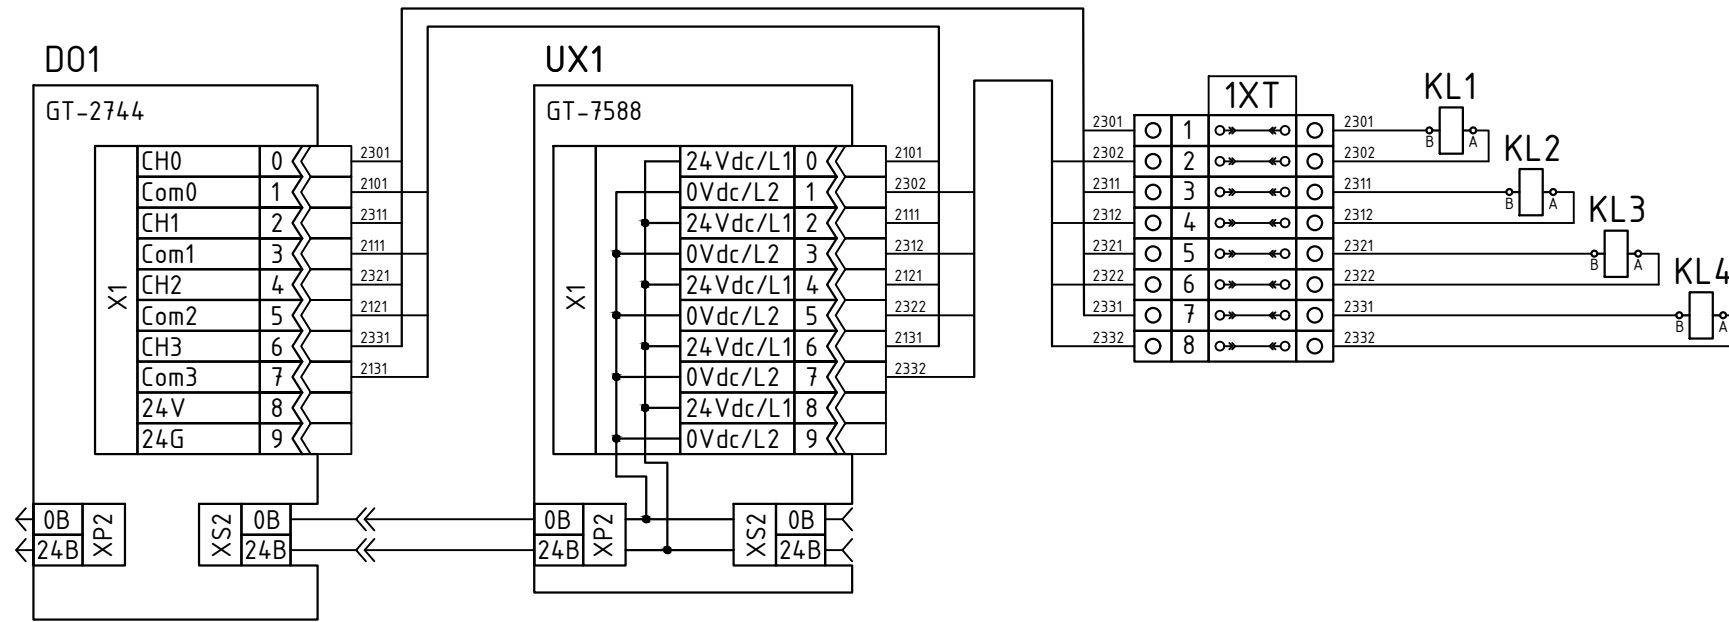 DO1
GT-2744
X1
CH0 0 2301
Com0 1 2101
CH1 2 2311
Com1 3 2111
CH2 4 2321
Com2 5 2121
CH3 6 2331
Com3 7 2131
24V 8
24G 9
0В XP2 XS2 0В
24В 24В
UX1
GT-7588
X1
24Vdc/L1 0 2101
0Vdc/L2 1 2302
24Vdc/L1 2 2111
0Vdc/L2 3 2312
24Vdc/L1 4 2121
0Vdc/L2 5 2322
24Vdc/L1 6 2131
0Vdc/L2 7 2332
24Vdc/L1 8
0Vdc/L2 9
0В XP2 XS2 0В
24В 24В
1XT
2301 1 2301
2302 2 2302
2311 3 2311
2312 4 2312
2321 5 2321
2322 6 2322
2331 7 2331
2332 8 2332
KL1
B A
KL2
B A
KL3
B A
KL4
B A